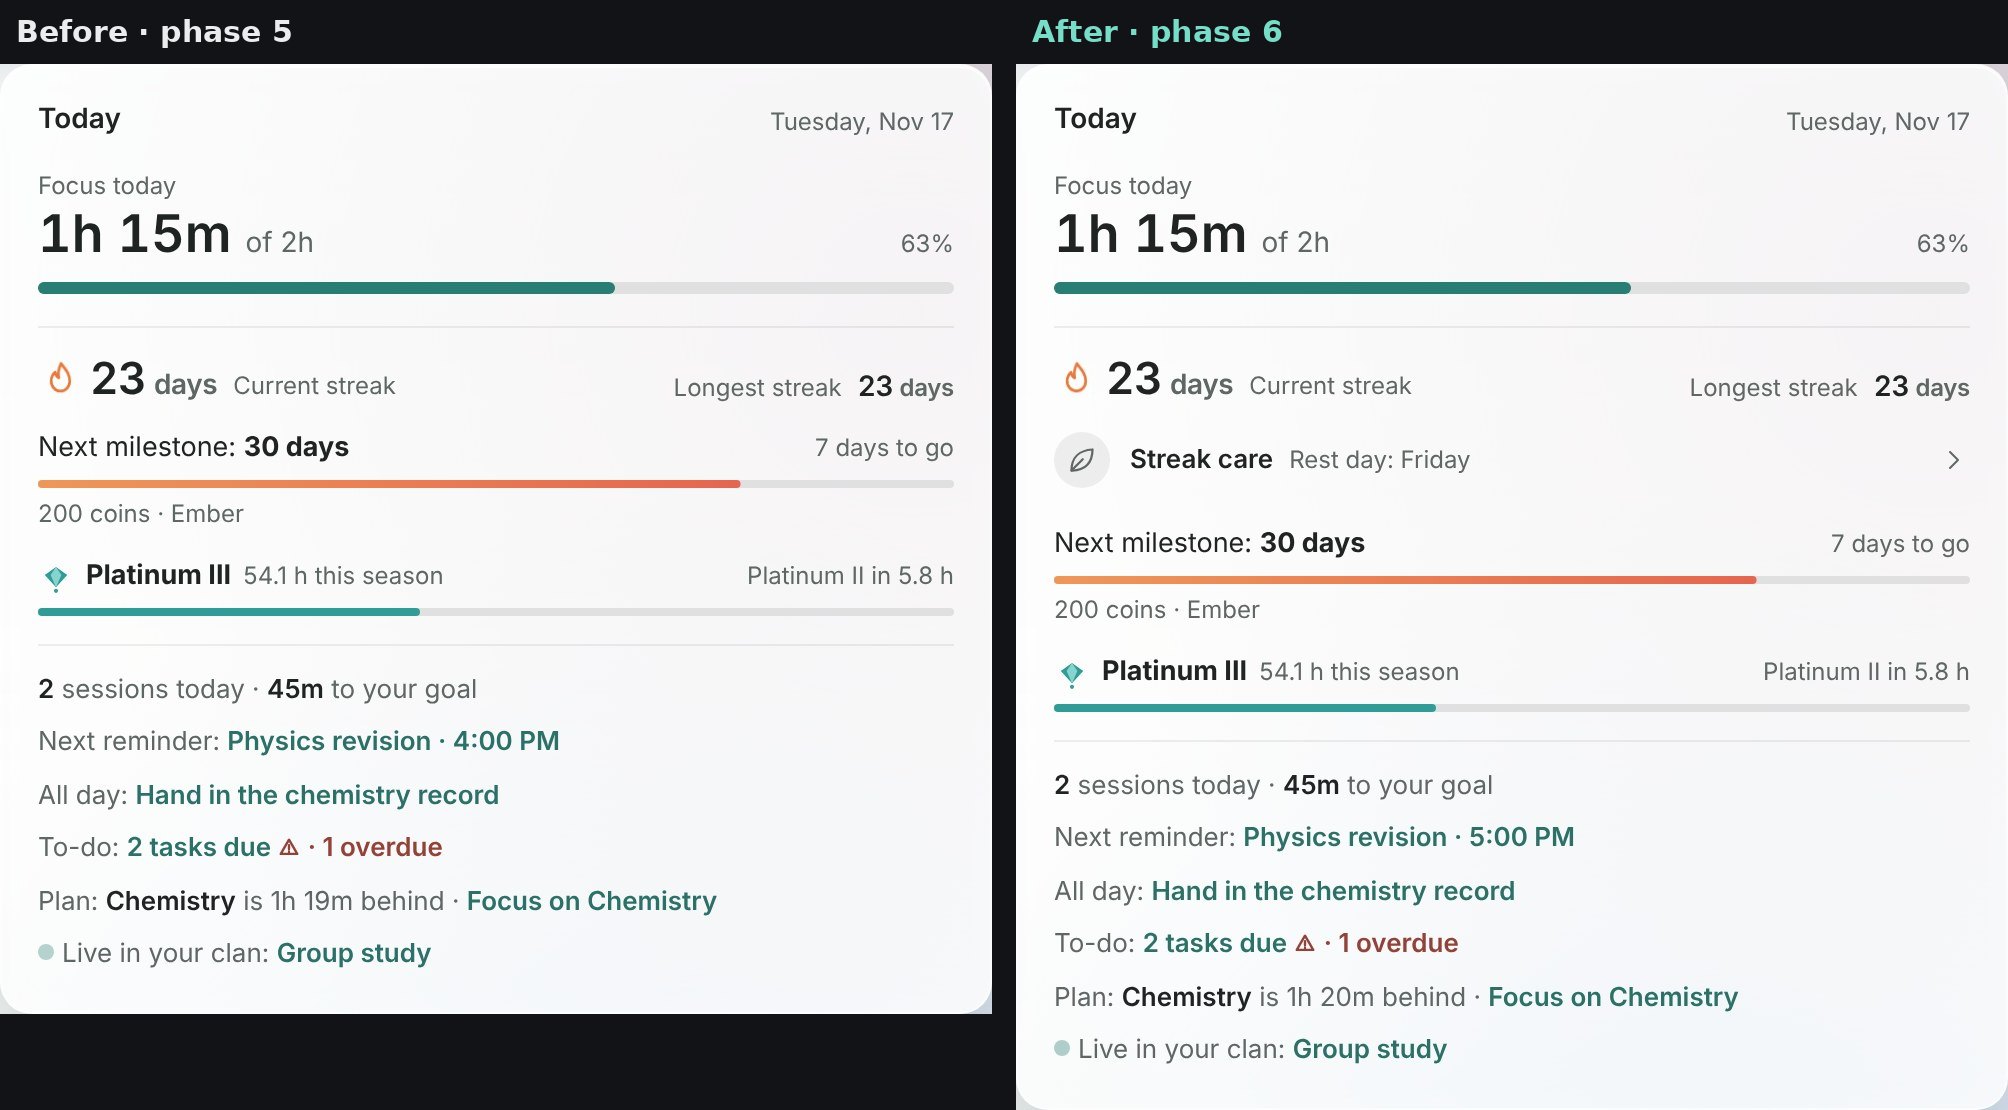 Before · phase 5
Today
Tuesday, Nov 17
Focus today
1h 15m of 2h
63%
23 days Current streak
Longest streak 23 days
Next milestone: 30 days
7 days to go
200 coins · Ember
Platinum III 54.1 h this season
Platinum II in 5.8 h
2 sessions today · 45m to your goal
Next reminder: Physics revision · 4:00 PM
All day: Hand in the chemistry record
To-do: 2 tasks due ⚠ · 1 overdue
Plan: Chemistry is 1h 19m behind · Focus on Chemistry
Live in your clan: Group study
After · phase 6
Today
Tuesday, Nov 17
Focus today
1h 15m of 2h
63%
23 days Current streak
Longest streak 23 days
Streak care Rest day: Friday
Next milestone: 30 days
7 days to go
200 coins · Ember
Platinum III 54.1 h this season
Platinum II in 5.8 h
2 sessions today · 45m to your goal
Next reminder: Physics revision · 5:00 PM
All day: Hand in the chemistry record
To-do: 2 tasks due ⚠ · 1 overdue
Plan: Chemistry is 1h 20m behind · Focus on Chemistry
Live in your clan: Group study